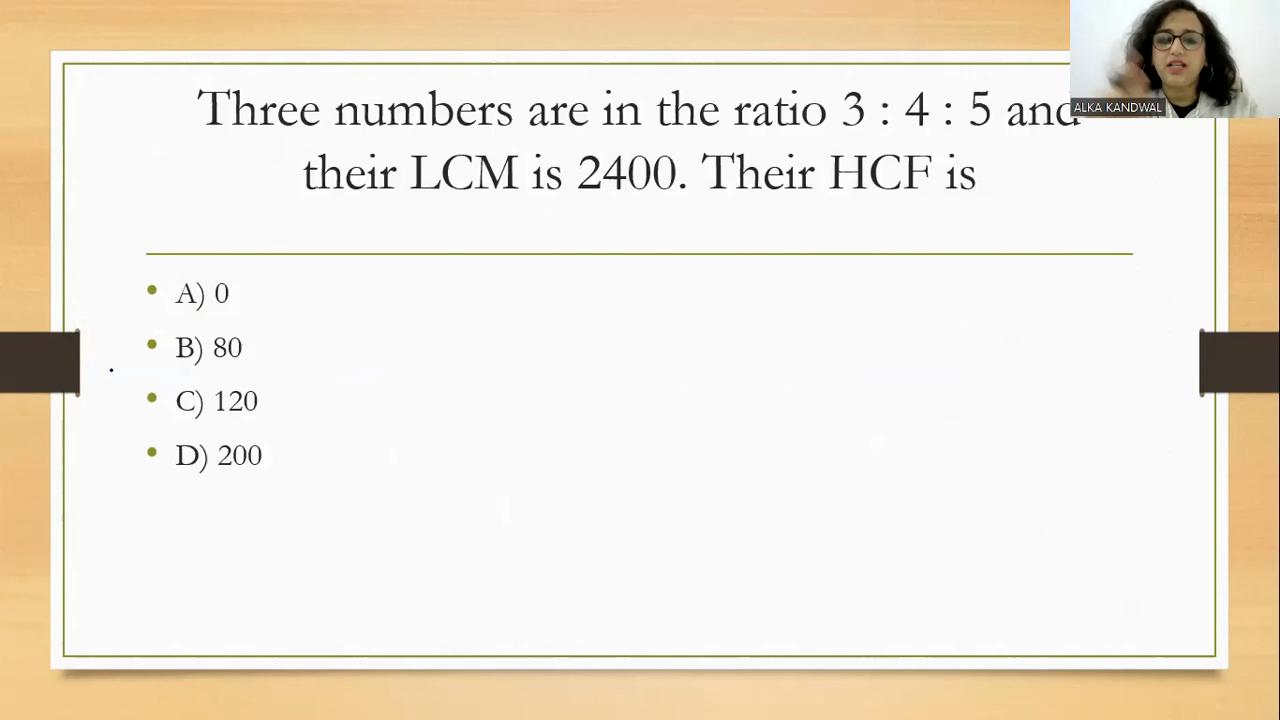 Three numbers are in the ratio 3 : 4 : 5 and
their LCM is 2400. Their HCF is
ALKA KANDWAL
• A) 0
• B) 80
• C) 120
• D) 200